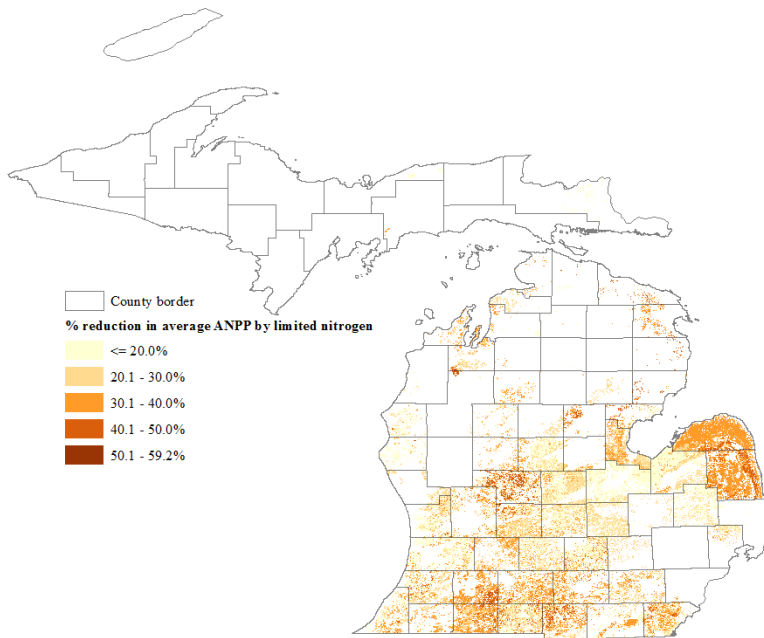 County border
% reduction in average ANPP by limited nitrogen
<= 20.0%
20.1 - 30.0%
30.1 - 40.0%
40.1 - 50.0%
50.1 - 59.2%